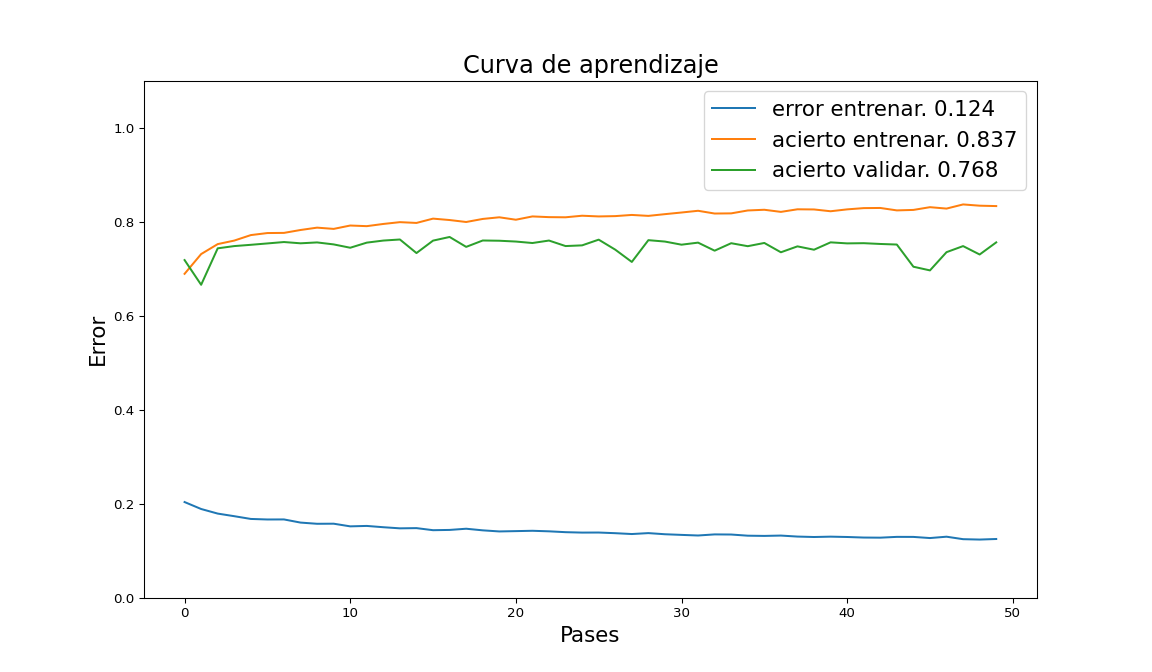 Curva de aprendizaje
error entrenar. 0.124
acierto entrenar. 0.837
acierto validar. 0.768
Error
1.0
0.8
0.6
0.4
0.2
0.0
0 10 20 30 40 50
Pases